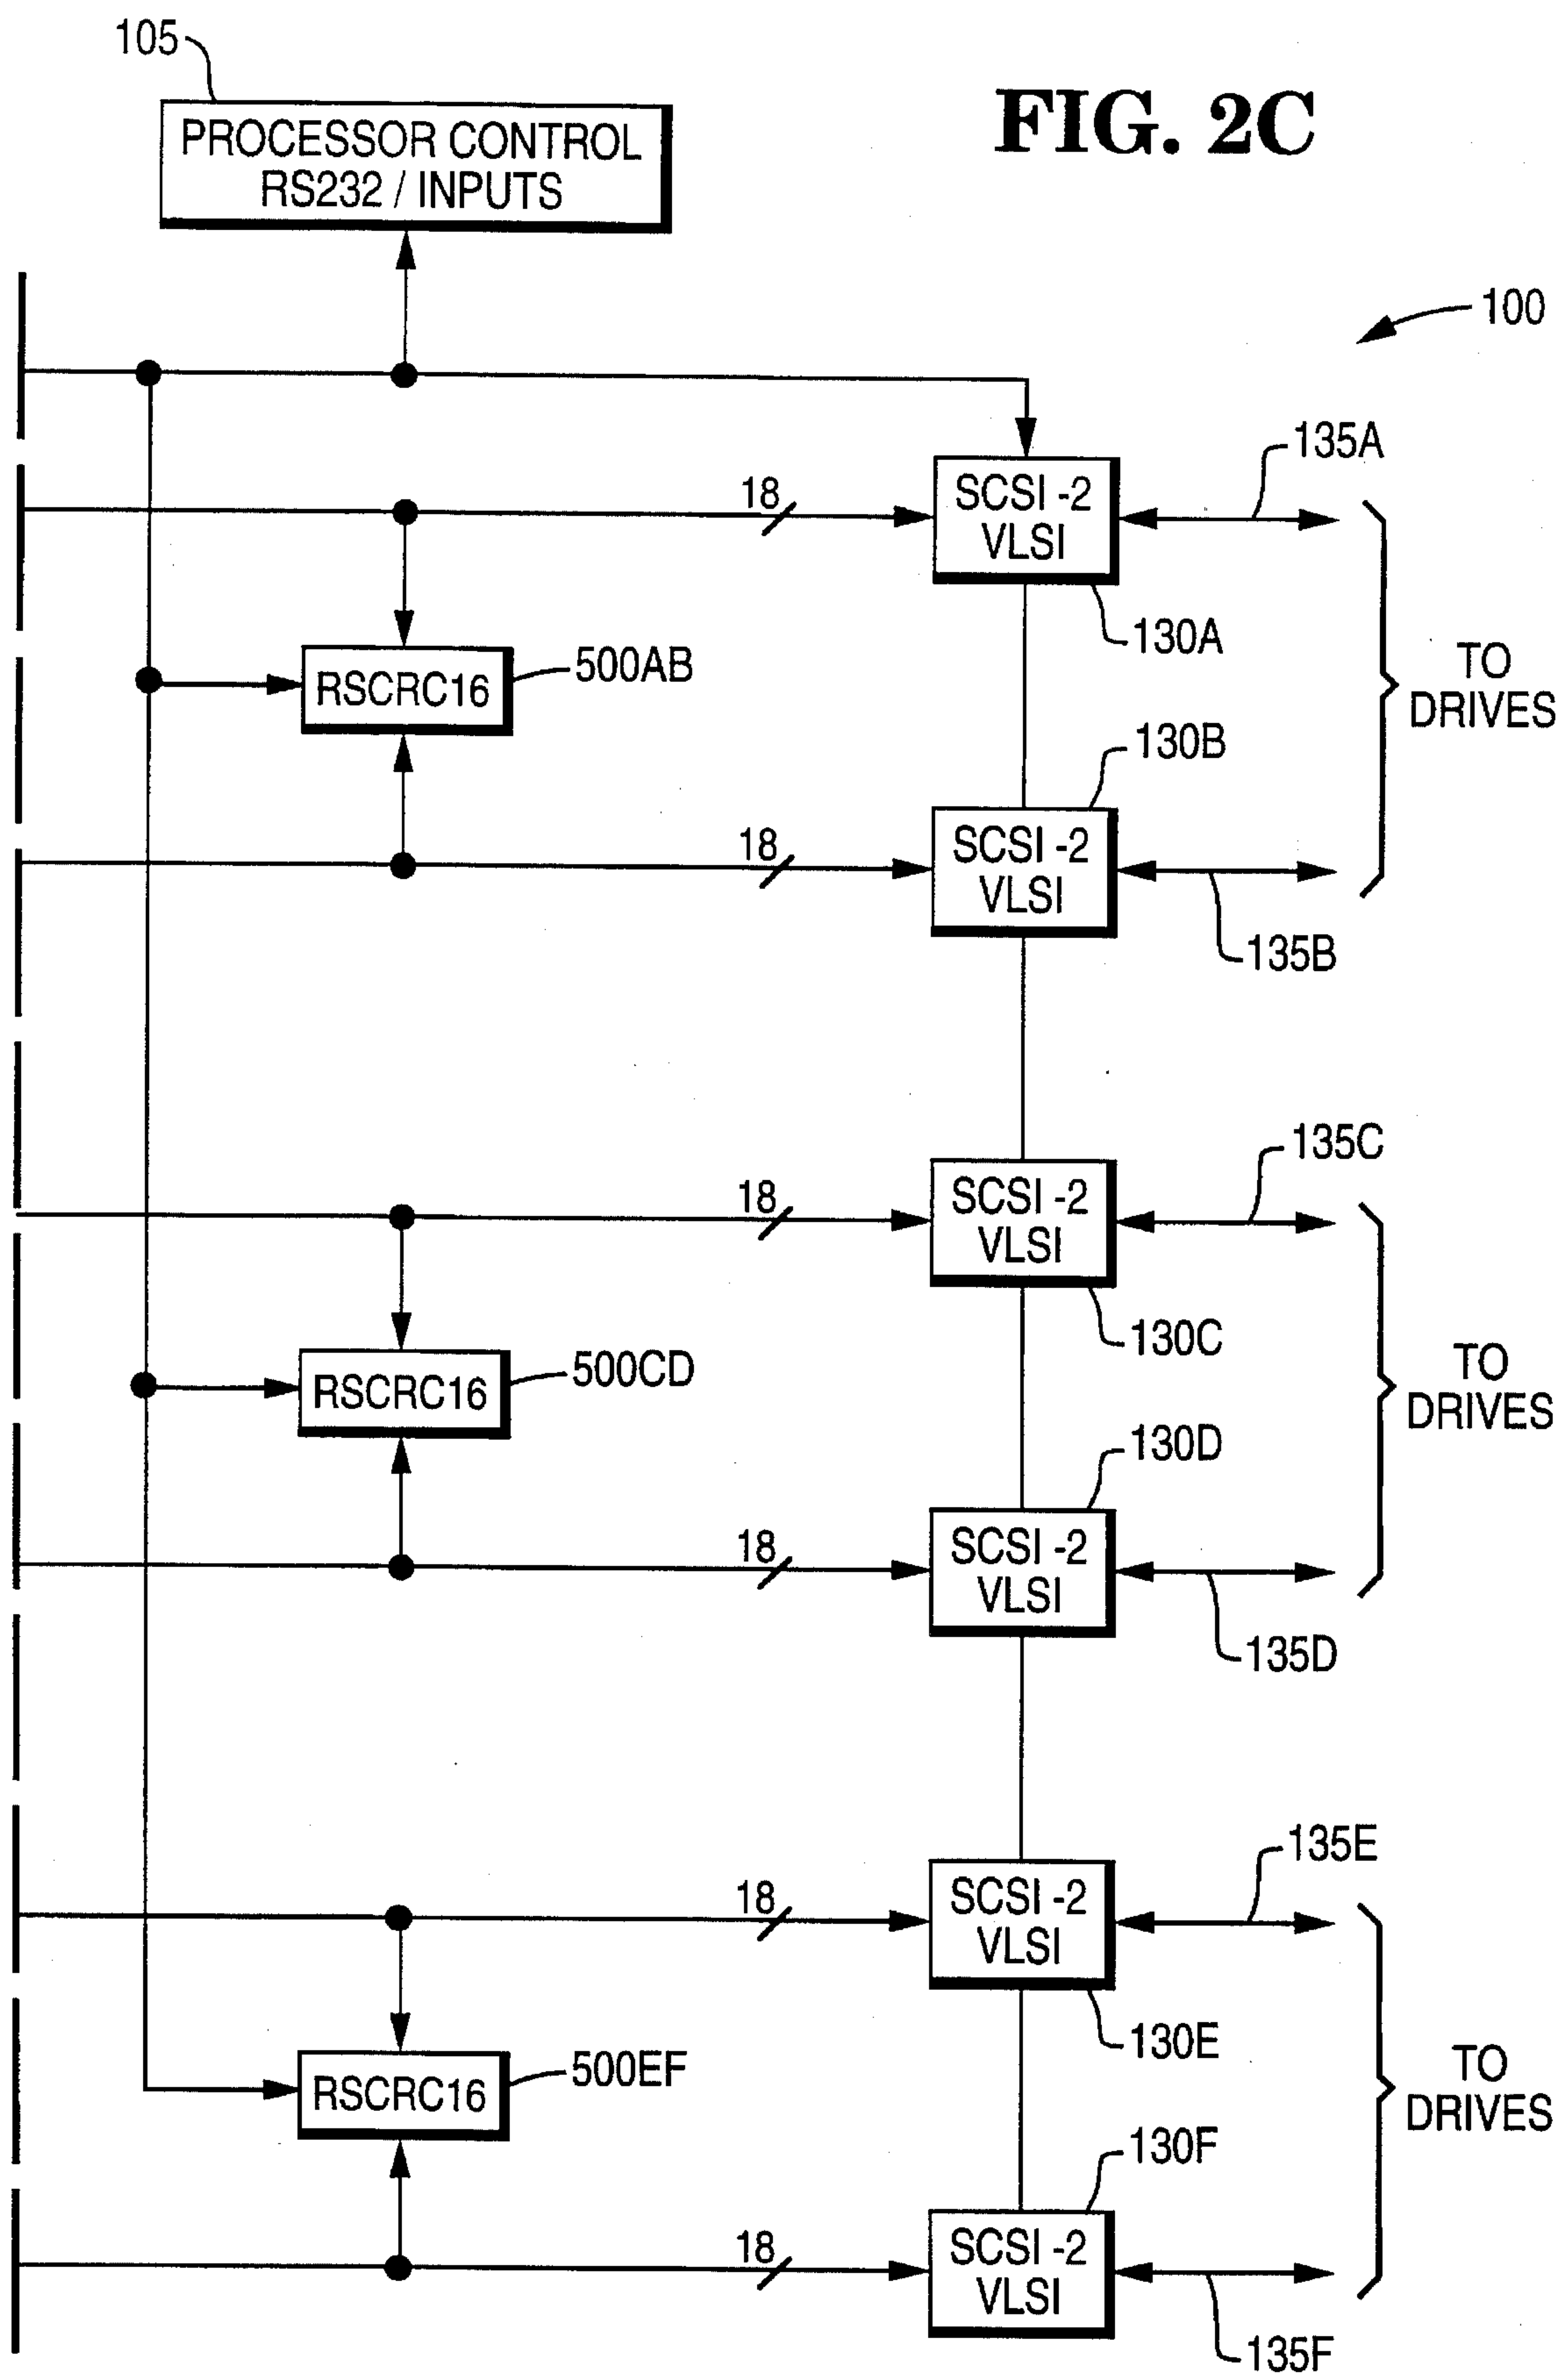 105
FIG. 2C
PROCESSOR CONTROL
RS232 / INPUTS
100
135A
18
SCSI -2
VLSI
130A
500AB
RSCRC16
TO
DRIVES
130B
18
SCSI -2
VLSI
135B
135C
18
SCSI -2
VLSI
130C
500CD
RSCRC16
TO
DRIVES
130D
18
SCSI -2
VLSI
135D
135E
18
SCSI -2
VLSI
130E
500EF
RSCRC16
TO
DRIVES
130F
18
SCSI -2
VLSI
135F